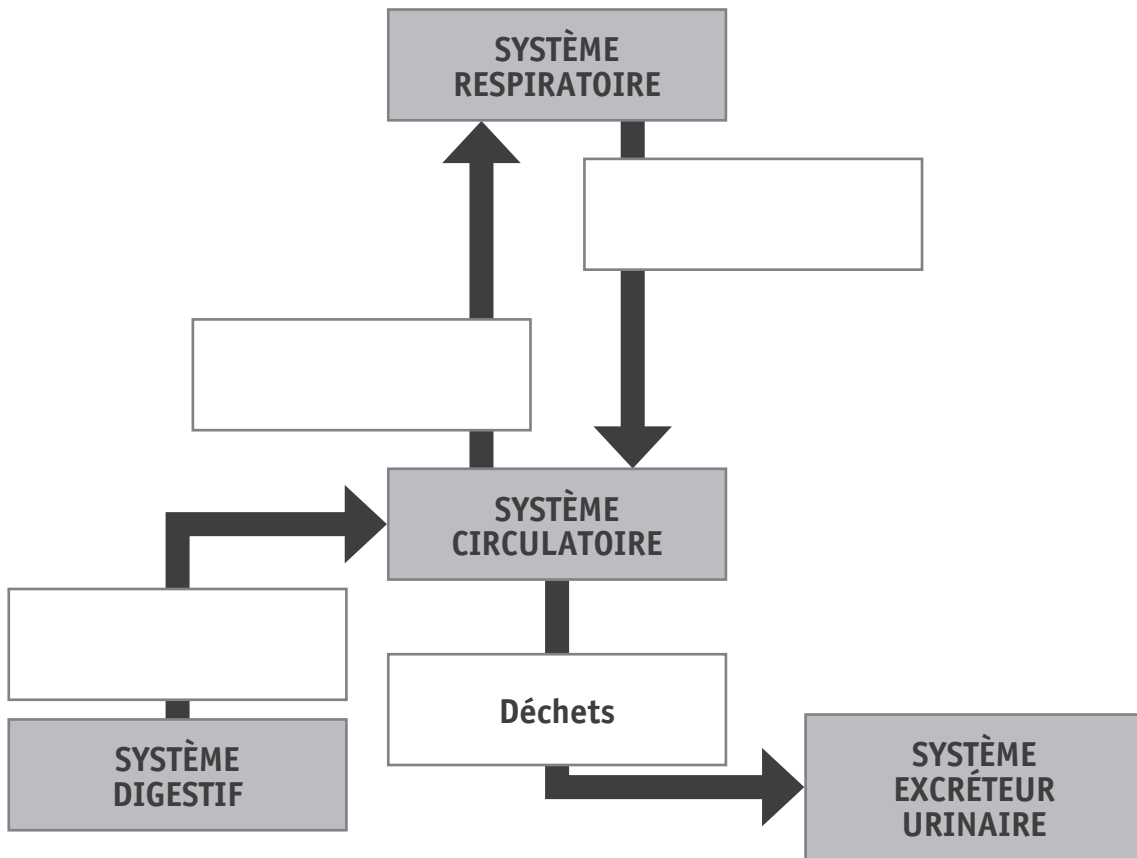 SYSTÈME
RESPIRATOIRE
SYSTÈME
CIRCULATOIRE
Déchets
SYSTÈME
DIGESTIF
SYSTÈME
EXCRÉTEUR
URINAIRE